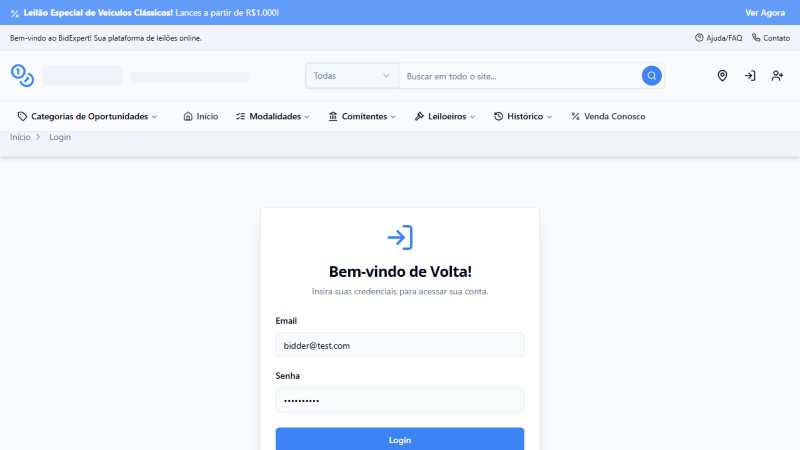 Leilão Especial de Veículos Clássicos! Lances a partir de R$1.000!
Ver Agora
Bem-vindo ao BidExpert! Sua plataforma de leilões online.
Ajuda/FAQ
Contato
Todas
Buscar em todo o site...
Categorias de Oportunidades
Início
Modalidades
Comitentes
Leiloeiros
Histórico
Venda Conosco
Início > Login
Bem-vindo de Volta!
Insira suas credenciais para acessar sua conta.
Email
bidder@test.com
Senha
••••••••••
Login